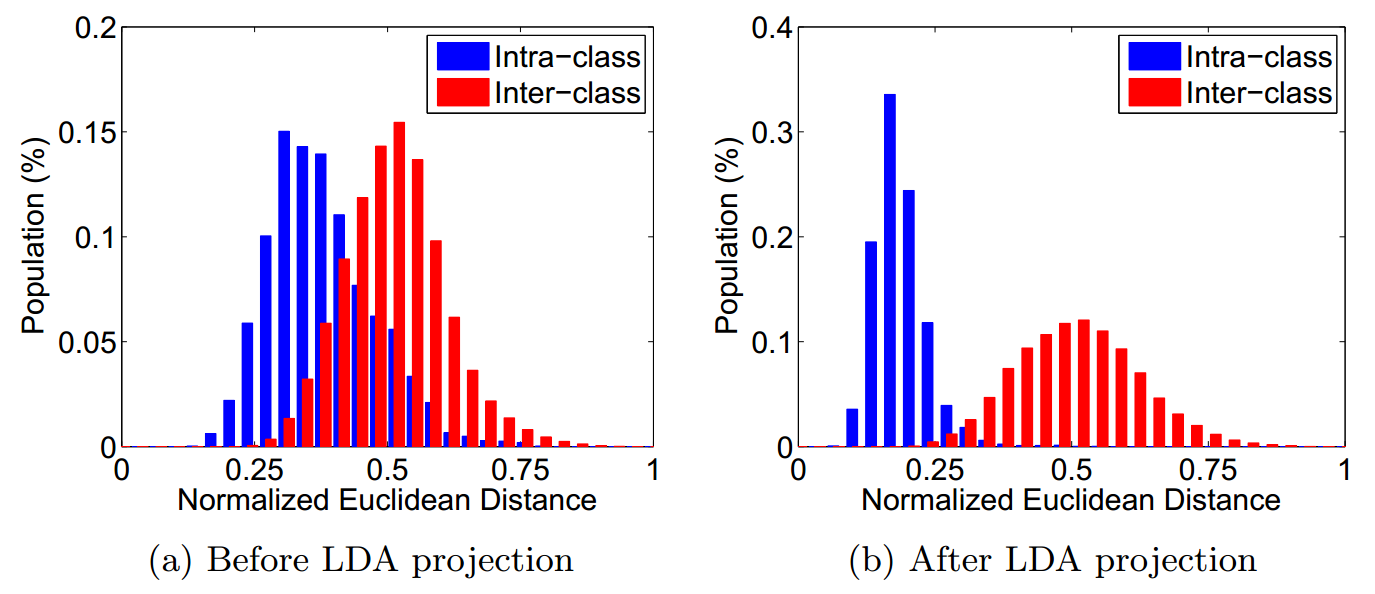 0.2
0.15
0.1
0.05
0
Population (%)
Intra−class
Inter−class
0
0.25
0.5
0.75
1
Normalized Euclidean Distance
(a) Before LDA projection
0.4
0.3
0.2
0.1
0
Population (%)
Intra−class
Inter−class
0
0.25
0.5
0.75
1
Normalized Euclidean Distance
(b) After LDA projection